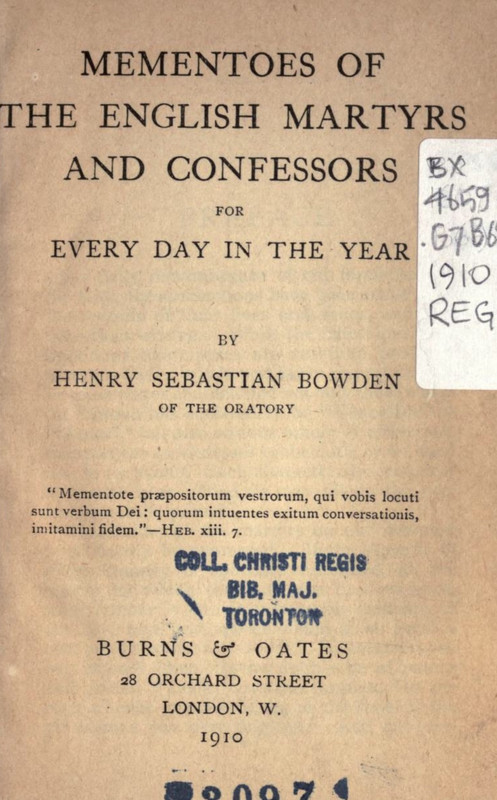 MEMENTOES OF
THE ENGLISH MARTYRS
AND CONFESSORS
FOR
EVERY DAY IN THE YEAR
BX
4659
.G7B6
1910
REG
BY
HENRY SEBASTIAN BOWDEN
OF THE ORATORY
"Mementote præpositorum vestrorum, qui vobis locuti
sunt verbum Dei: quorum intuentes exitum conversationis,
imitamini fidem."—HEB. xiii. 7.
COLL. CHRISTI REGIS
BIB. MAJ.
TORONTON
BURNS & OATES
28 ORCHARD STREET
LONDON, W.
1910